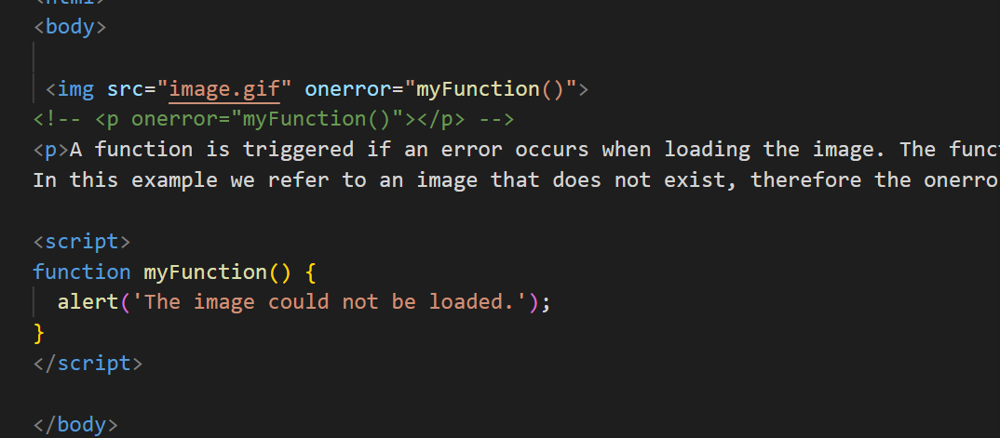 <html>
<body>
<img src="image.gif" onerror="myFunction()">
<!-- <p onerror="myFunction()"></p> -->
<p>A function is triggered if an error occurs when loading the image. The func
In this example we refer to an image that does not exist, therefore the onerro
<script>
function myFunction() {
alert('The image could not be loaded.');
}
</script>
</body>